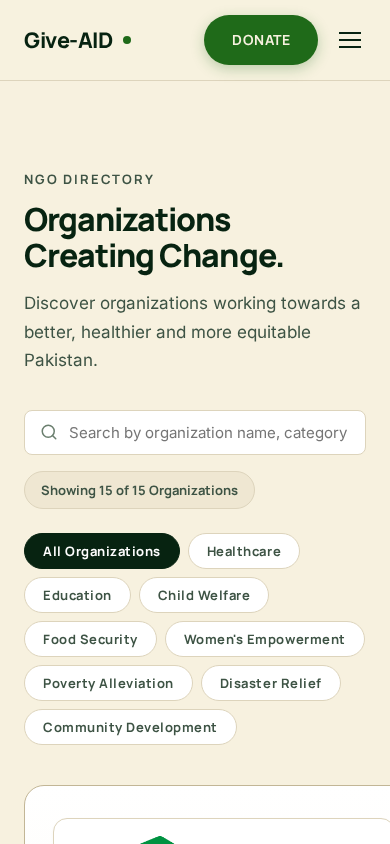 Give-AID
DONATE
NGO DIRECTORY
Organizations
Creating Change.
Discover organizations working towards a
better, healthier and more equitable
Pakistan.
Search by organization name, category
Showing 15 of 15 Organizations
All Organizations
Healthcare
Education
Child Welfare
Food Security
Women's Empowerment
Poverty Alleviation
Disaster Relief
Community Development